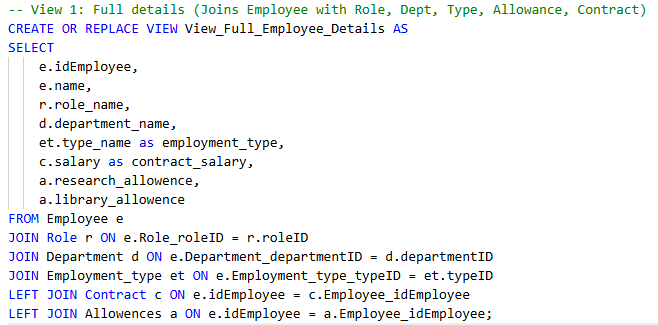 -- View 1: Full details (Joins Employee with Role, Dept, Type, Allowance, Contract)
CREATE OR REPLACE VIEW View_Full_Employee_Details AS
SELECT
    e.idEmployee,
    e.name,
    r.role_name,
    d.department_name,
    et.type_name as employment_type,
    c.salary as contract_salary,
    a.research_allowence,
    a.library_allowence
FROM Employee e
JOIN Role r ON e.Role_roleID = r.roleID
JOIN Department d ON e.Department_departmentID = d.departmentID
JOIN Employment_type et ON e.Employment_type_typeID = et.typeID
LEFT JOIN Contract c ON e.idEmployee = c.Employee_idEmployee
LEFT JOIN Allowences a ON e.idEmployee = a.Employee_idEmployee;